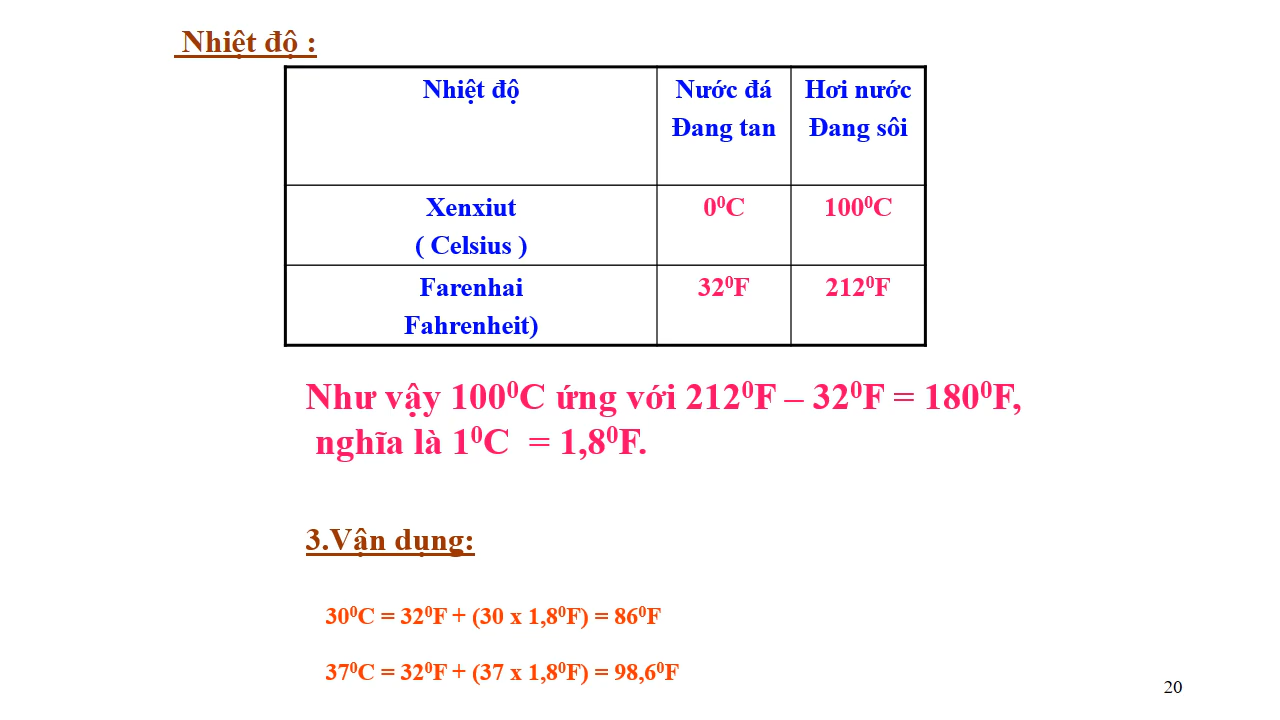 Nhiệt độ :
Nhiệt độ
Nước đá
Đang tan
Hơi nước
Đang sôi
Xenxiut
( Celsius )
0⁰C
100⁰C
Farenhai
Fahrenheit)
32⁰F
212⁰F
Như vậy 100⁰C ứng với 212⁰F – 32⁰F = 180⁰F,
nghĩa là 1⁰C = 1,8⁰F.
3.Vận dụng:
30⁰C = 32⁰F + (30 x 1,8⁰F) = 86⁰F
37⁰C = 32⁰F + (37 x 1,8⁰F) = 98,6⁰F
20